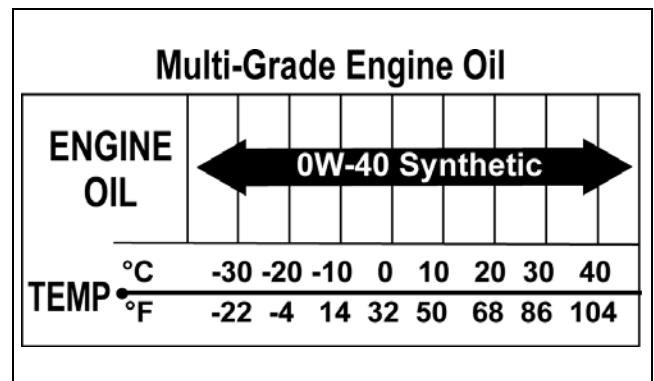 Multi-Grade Engine Oil
ENGINE
OIL
0W-40 Synthetic
°C -30 -20 -10 0 10 20 30 40
TEMP
°F -22 -4 14 32 50 68 86 104